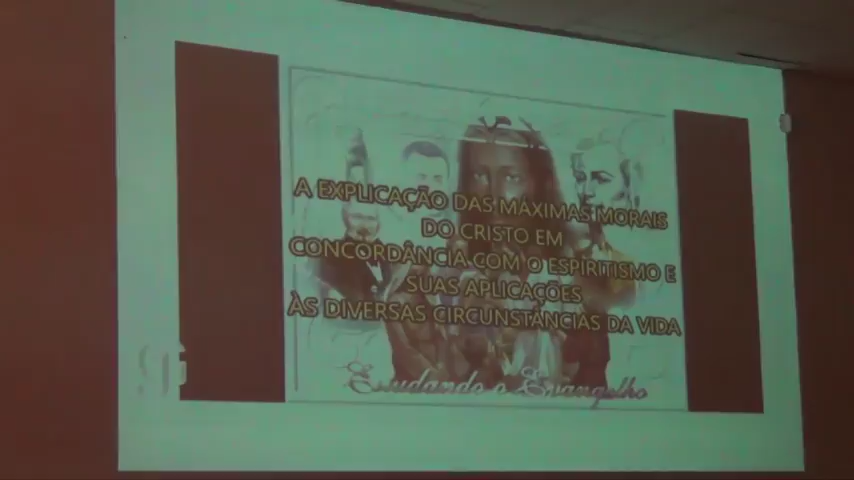 A EXPLICAÇÃO DAS MÁXIMAS MORAIS
DO CRISTO EM
CONCORDÂNCIA COM O ESPIRITISMO E
SUAS APLICAÇÕES
ÀS DIVERSAS CIRCUNSTÂNCIAS DA VIDA
Estudando o Evangelho